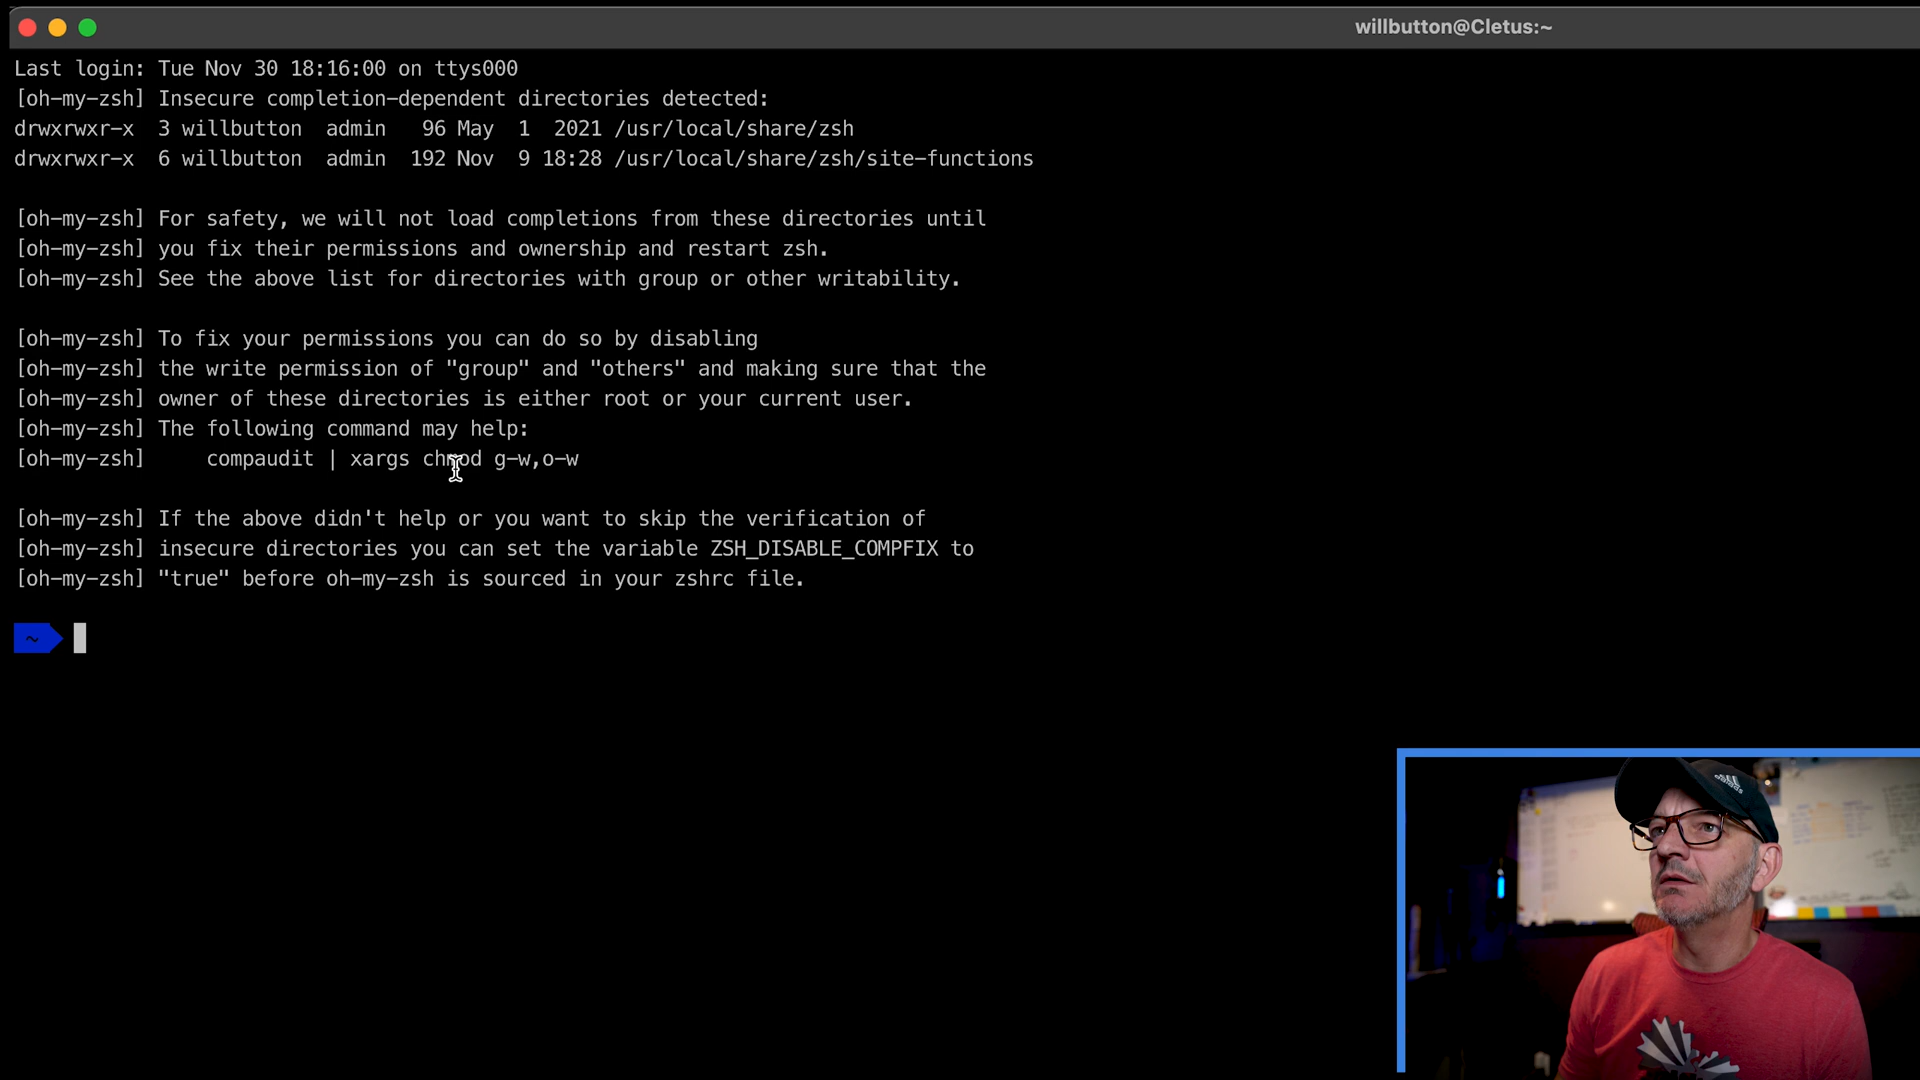 willbutton@Cletus:~
Last login: Tue Nov 30 18:16:00 on ttys000
[oh-my-zsh] Insecure completion-dependent directories detected:
drwxrwxr-x  3 willbutton  admin   96 May  1  2021 /usr/local/share/zsh
drwxrwxr-x  6 willbutton  admin  192 Nov  9 18:28 /usr/local/share/zsh/site-functions
[oh-my-zsh] For safety, we will not load completions from these directories until
[oh-my-zsh] you fix their permissions and ownership and restart zsh.
[oh-my-zsh] See the above list for directories with group or other writability.
[oh-my-zsh] To fix your permissions you can do so by disabling
[oh-my-zsh] the write permission of "group" and "others" and making sure that the
[oh-my-zsh] owner of these directories is either root or your current user.
[oh-my-zsh] The following command may help:
[oh-my-zsh]     compaudit | xargs chmod g-w,o-w
[oh-my-zsh] If the above didn't help or you want to skip the verification of
[oh-my-zsh] insecure directories you can set the variable ZSH_DISABLE_COMPFIX to
[oh-my-zsh] "true" before oh-my-zsh is sourced in your zshrc file.
~